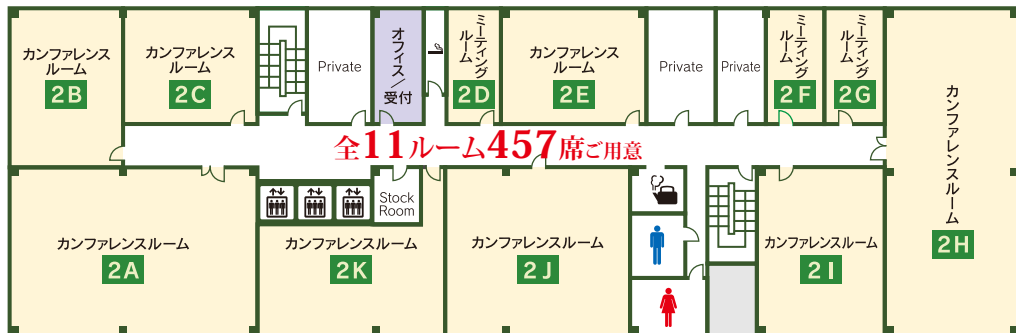 カンファレンス
ルーム
2B
カンファレンス
ルーム
2C
Private
オフィス／
受付
ミーティング
ルーム
2D
カンファレンス
ルーム
2E
Private
Private
ミーティング
ルーム
2F
ミーティング
ルーム
2G
カンファレンスルーム
2H
全11ルーム457席ご用意
カンファレンスルーム
2A
Stock
Room
カンファレンスルーム
2K
カンファレンスルーム
2J
カンファレンスルーム
2I